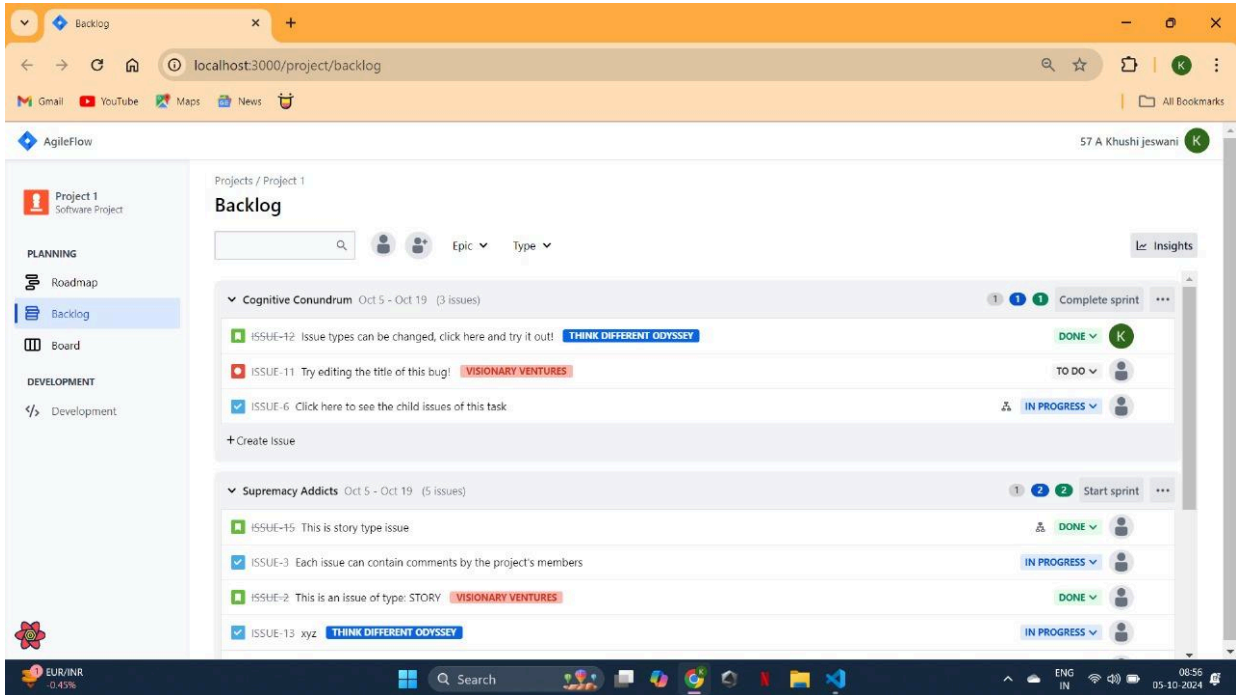 Backlog
localhost:3000/project/backlog
K
Gmail YouTube Maps News All Bookmarks
AgileFlow 57 A Khushi jeswani K
Project 1
Software Project
PLANNING
Roadmap
Backlog
Board
DEVELOPMENT
Development
Projects / Project 1
Backlog
Epic Type Insights
Cognitive Conundrum Oct 5 - Oct 19 (3 issues) 1 1 1 Complete sprint
ISSUE-12 Issue types can be changed, click here and try it out! THINK DIFFERENT ODYSSEY DONE K
ISSUE-11 Try editing the title of this bug! VISIONARY VENTURES TO DO
ISSUE-6 Click here to see the child issues of this task IN PROGRESS
+ Create Issue
Supremacy Addicts Oct 5 - Oct 19 (5 issues) 1 2 2 Start sprint
ISSUE-15 This is story type issue DONE
ISSUE-3 Each issue can contain comments by the project's members IN PROGRESS
ISSUE-2 This is an issue of type: STORY VISIONARY VENTURES DONE
ISSUE-13 xyz THINK DIFFERENT ODYSSEY IN PROGRESS
1 EUR/INR
-0.45%
Search
ENG
IN
08:56
05-10-2024